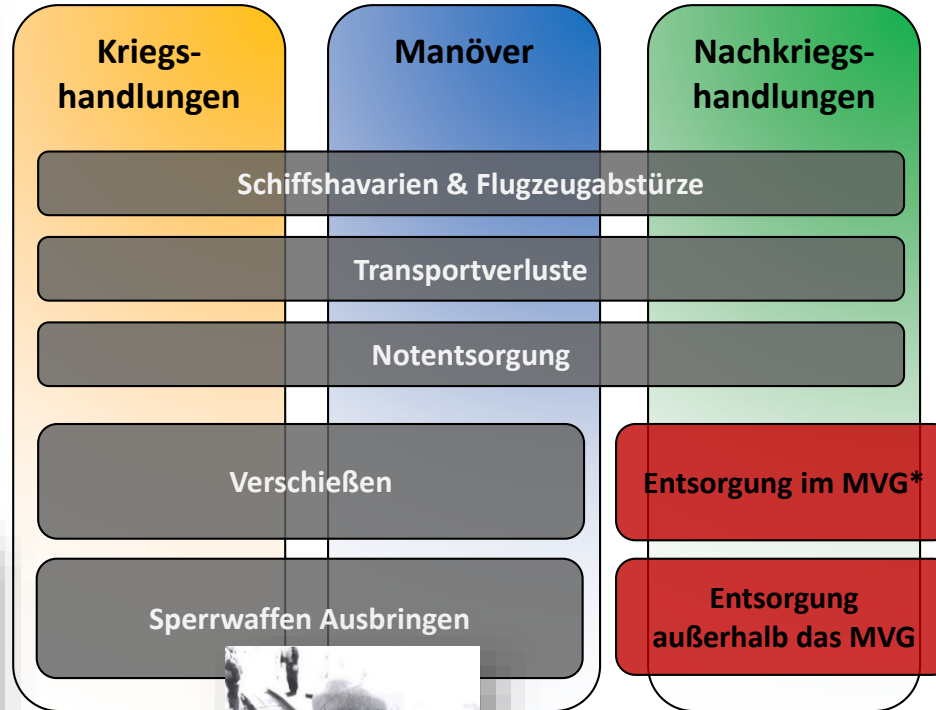 Kriegs-
handlungen
Manöver
Nachkriegs-
handlungen
Schiffshavarien & Flugzeugabstürze
Transportverluste
Notentsorgung
Verschießen
Entsorgung im MVG*
Sperrwaffen Ausbringen
Entsorgung
außerhalb das MVG